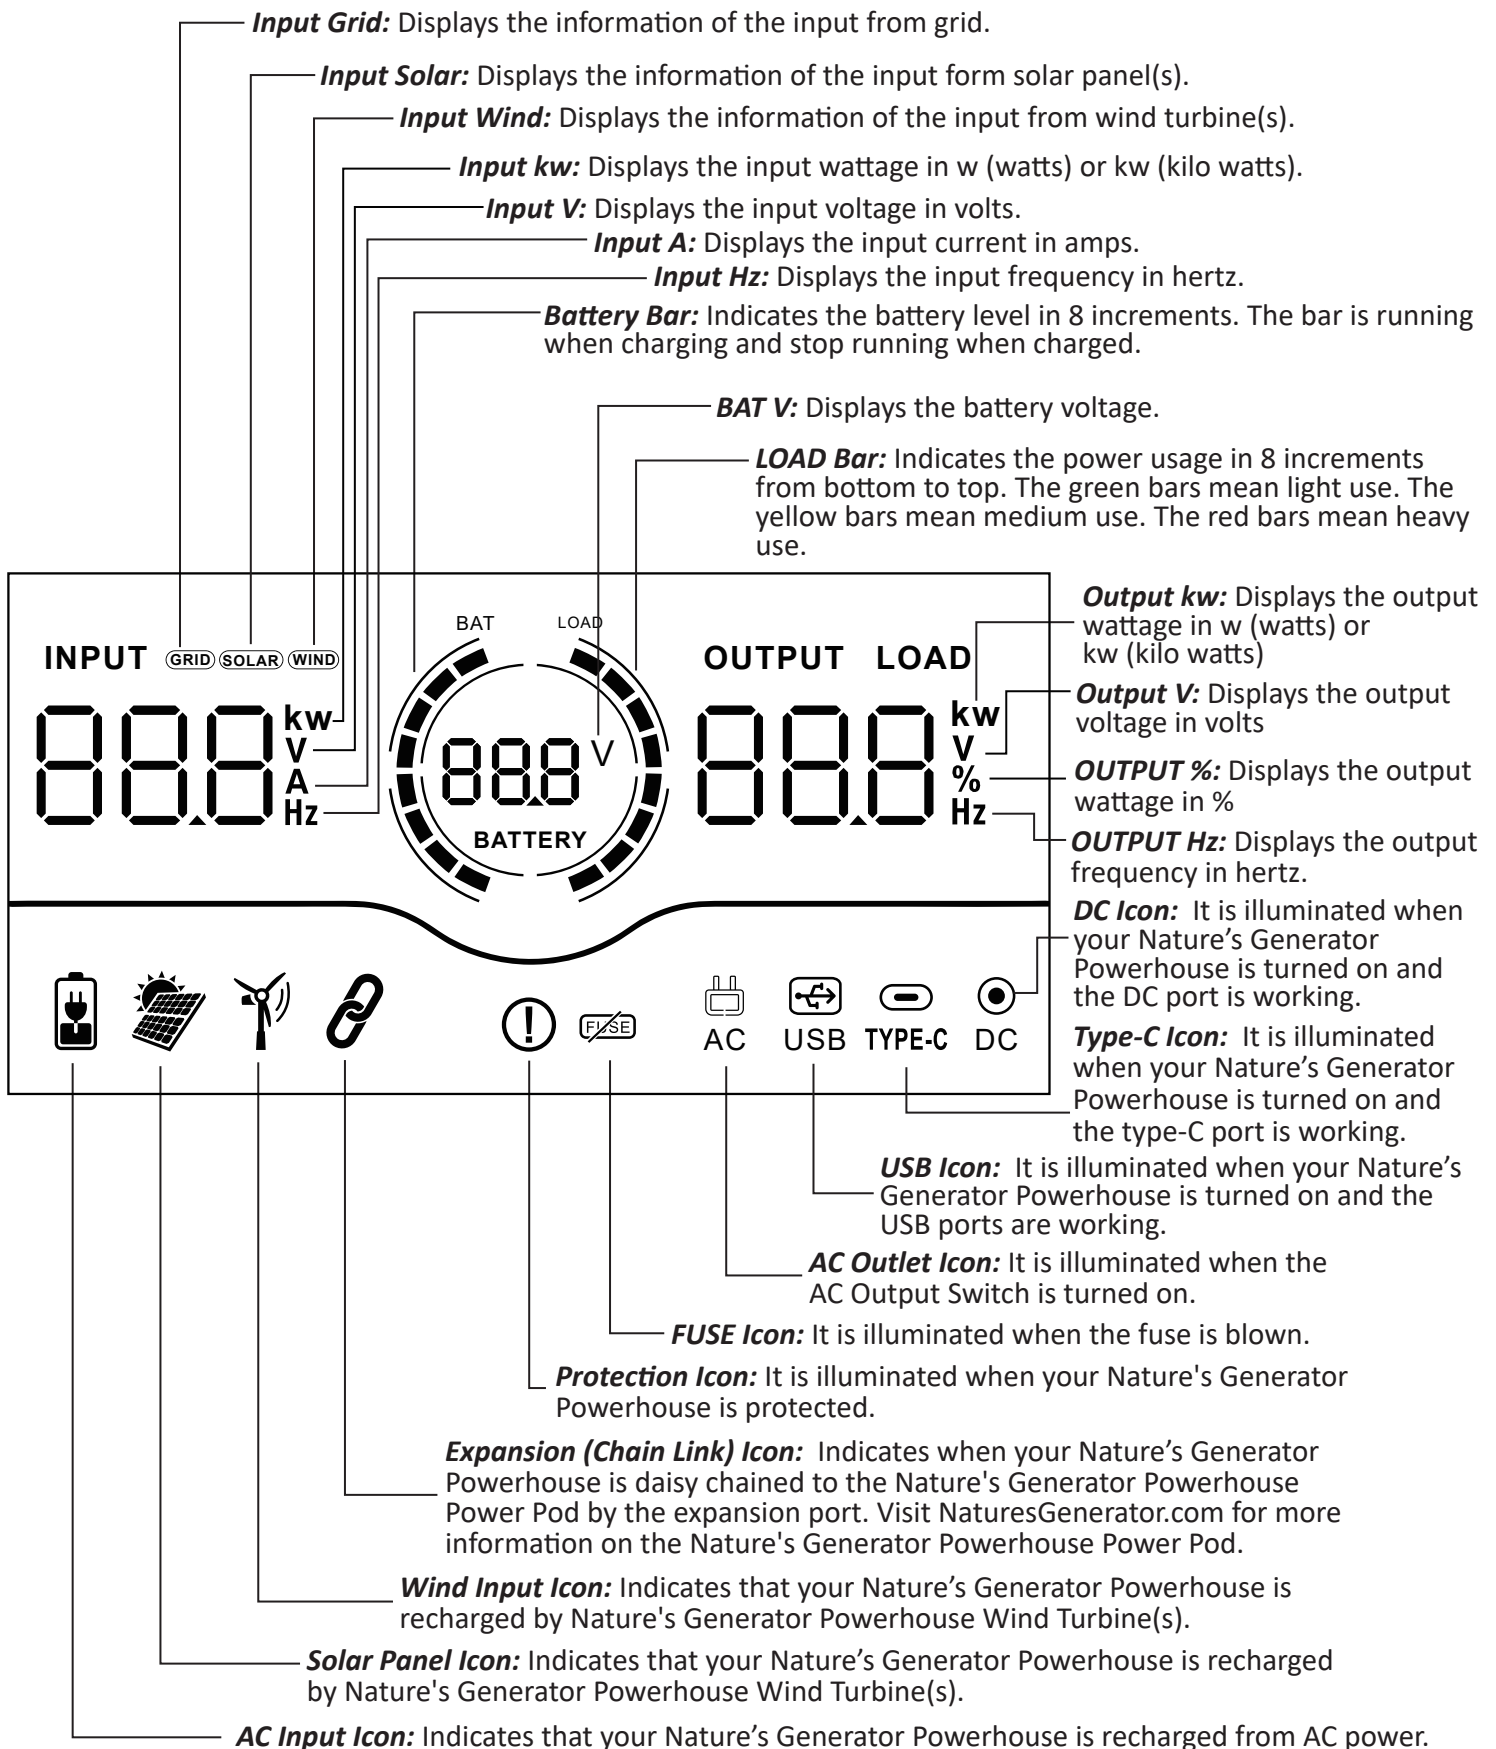 Input Grid: Displays the information of the input from grid.
Input Solar: Displays the information of the input form solar panel(s).
Input Wind: Displays the information of the input from wind turbine(s).
Input kw: Displays the input wattage in w (watts) or kw (kilo watts).
Input V: Displays the input voltage in volts.
Input A: Displays the input current in amps.
Input Hz: Displays the input frequency in hertz.
Battery Bar: Indicates the battery level in 8 increments. The bar is running
when charging and stop running when charged.
BAT V: Displays the battery voltage.
LOAD Bar: Indicates the power usage in 8 increments
from bottom to top. The green bars mean light use. The
yellow bars mean medium use. The red bars mean heavy
use.
INPUT GRID SOLAR WIND
88.8
kw
V
A
Hz
BAT LOAD
88.8 V
BATTERY
OUTPUT LOAD
88.8
kw
V
%
Hz
Output kw: Displays the output
wattage in w (watts) or
kw (kilo watts)
Output V: Displays the output
voltage in volts
OUTPUT %: Displays the output
wattage in %
OUTPUT Hz: Displays the output
frequency in hertz.
DC Icon: It is illuminated when
your Nature’s Generator
Powerhouse is turned on and
the DC port is working.
FUSE
AC USB TYPE-C DC
Type-C Icon: It is illuminated
when your Nature’s Generator
Powerhouse is turned on and
the type-C port is working.
USB Icon: It is illuminated when your Nature’s
Generator Powerhouse is turned on and the
USB ports are working.
AC Outlet Icon: It is illuminated when the
AC Output Switch is turned on.
FUSE Icon: It is illuminated when the fuse is blown.
Protection Icon: It is illuminated when your Nature's Generator
Powerhouse is protected.
Expansion (Chain Link) Icon: Indicates when your Nature’s Generator
Powerhouse is daisy chained to the Nature's Generator Powerhouse
Power Pod by the expansion port. Visit NaturesGenerator.com for more
information on the Nature's Generator Powerhouse Power Pod.
Wind Input Icon: Indicates that your Nature’s Generator Powerhouse is
recharged by Nature's Generator Powerhouse Wind Turbine(s).
Solar Panel Icon: Indicates that your Nature’s Generator Powerhouse is recharged
by Nature's Generator Powerhouse Wind Turbine(s).
AC Input Icon: Indicates that your Nature’s Generator Powerhouse is recharged from AC power.